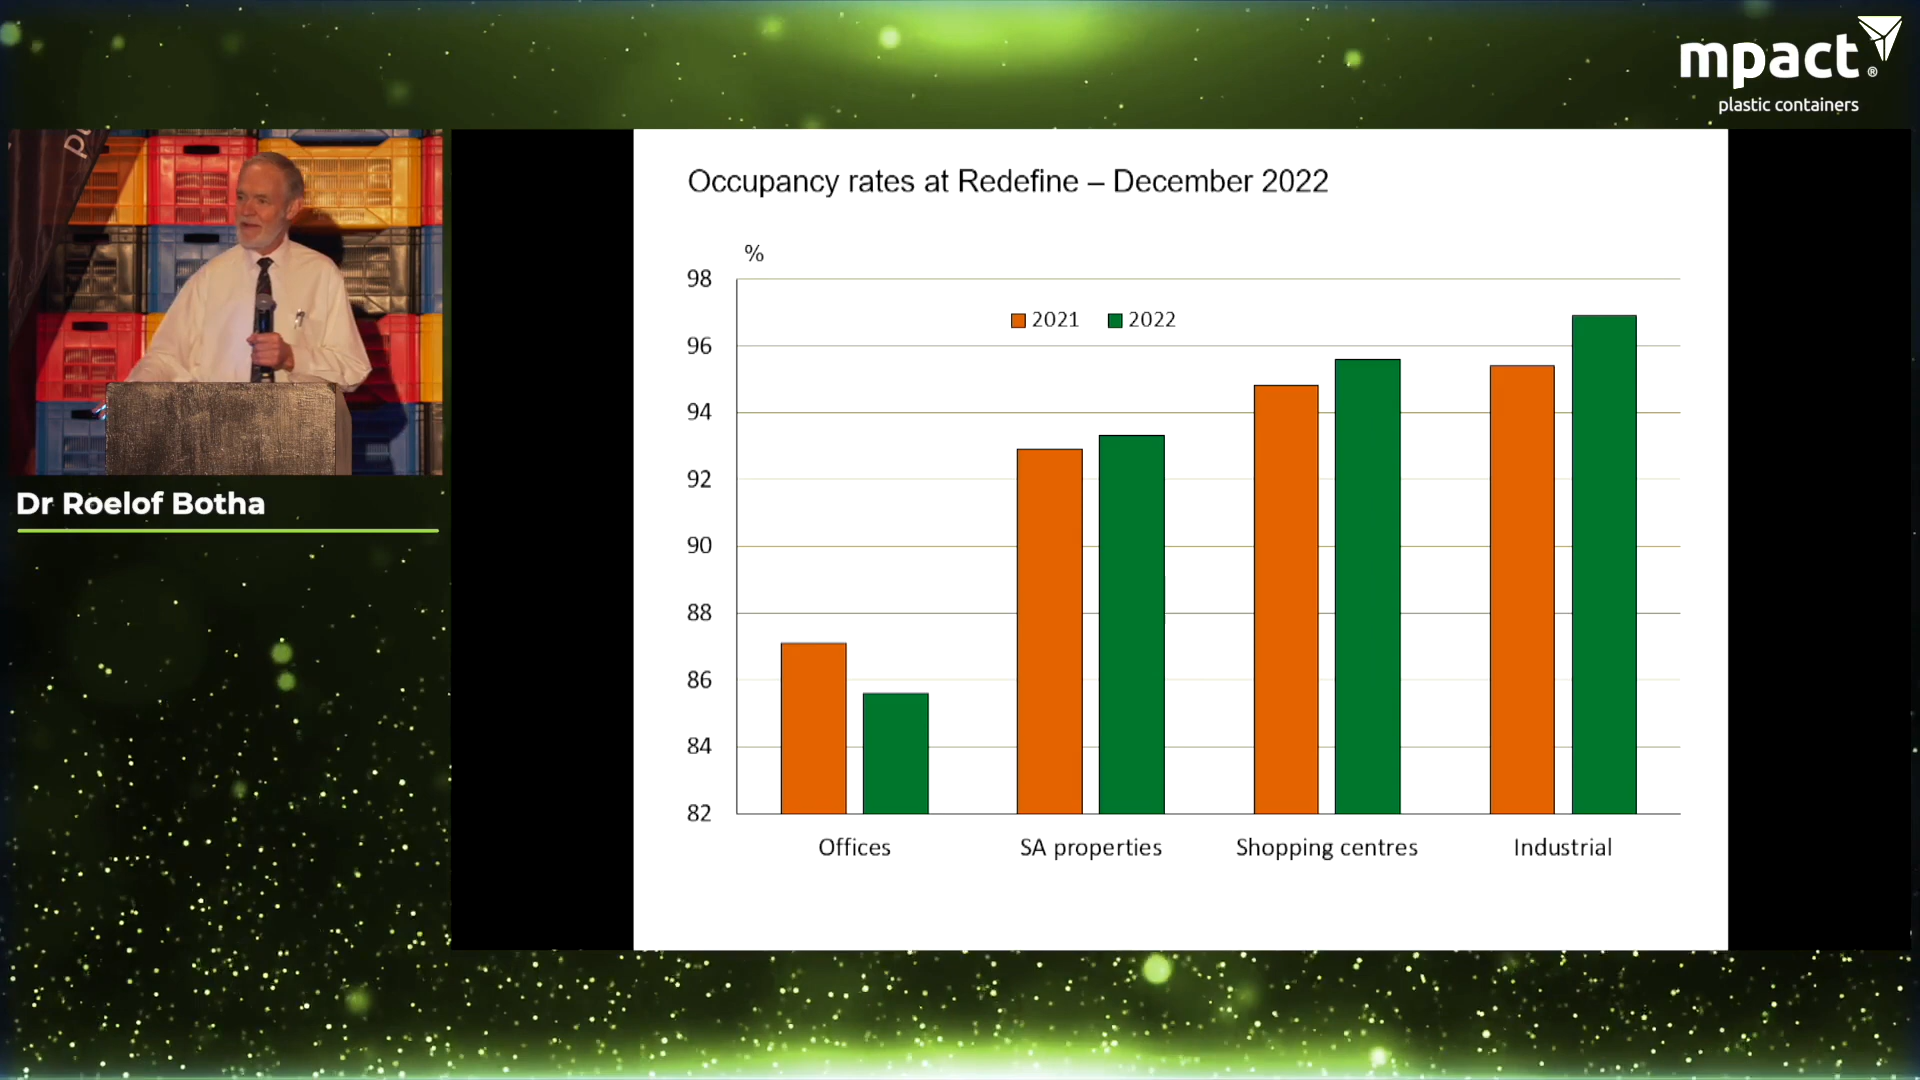 mpact®
plastic containers
Dr Roelof Botha
Occupancy rates at Redefine – December 2022
%
98
96
94
92
90
88
86
84
82
2021
2022
Offices
SA properties
Shopping centres
Industrial